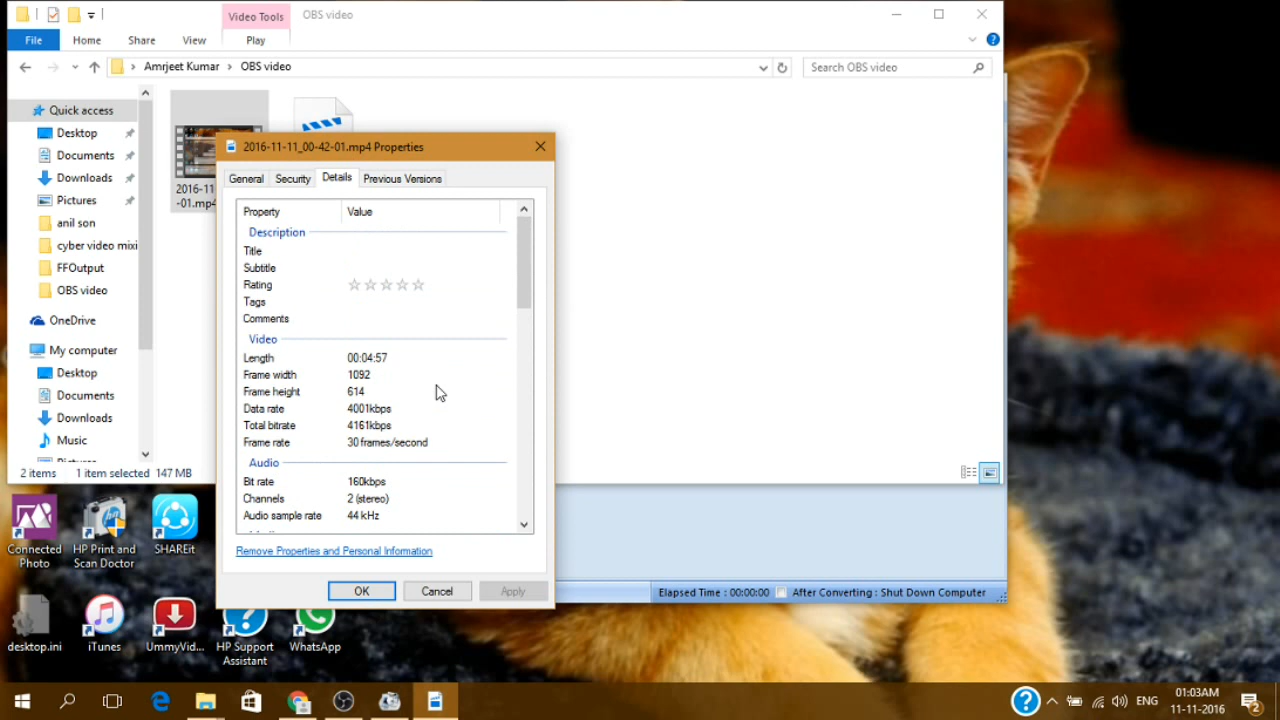 Video Tools
OBS video
File
Home
Share
View
Play
Amrjeet Kumar
OBS video
Search OBS video
Quick access
Desktop
Documents
Downloads
Pictures
anil son
cyber video mixi
FFOutput
OBS video
OneDrive
My computer
Desktop
Documents
Downloads
Music
2016-11
-01.mp4
2 items
1 item selected 147 MB
2016-11-11_00-42-01.mp4 Properties
General
Security
Details
Previous Versions
Property Value
Description
Title
Subtitle
Rating
Tags
Comments
Video
Length 00:04:57
Frame width 1092
Frame height 614
Data rate 4001kbps
Total bitrate 4161kbps
Frame rate 30 frames/second
Audio
Bit rate 160kbps
Channels 2 (stereo)
Audio sample rate 44 kHz
Remove Properties and Personal Information
OK
Cancel
Apply
Elapsed Time : 00:00:00
After Converting : Shut Down Computer
Connected
Photo
HP Print and
Scan Doctor
SHAREit
desktop.ini
iTunes
UmmyVid...
HP Support
Assistant
WhatsApp
ENG
01:03AM
11-11-2016
2